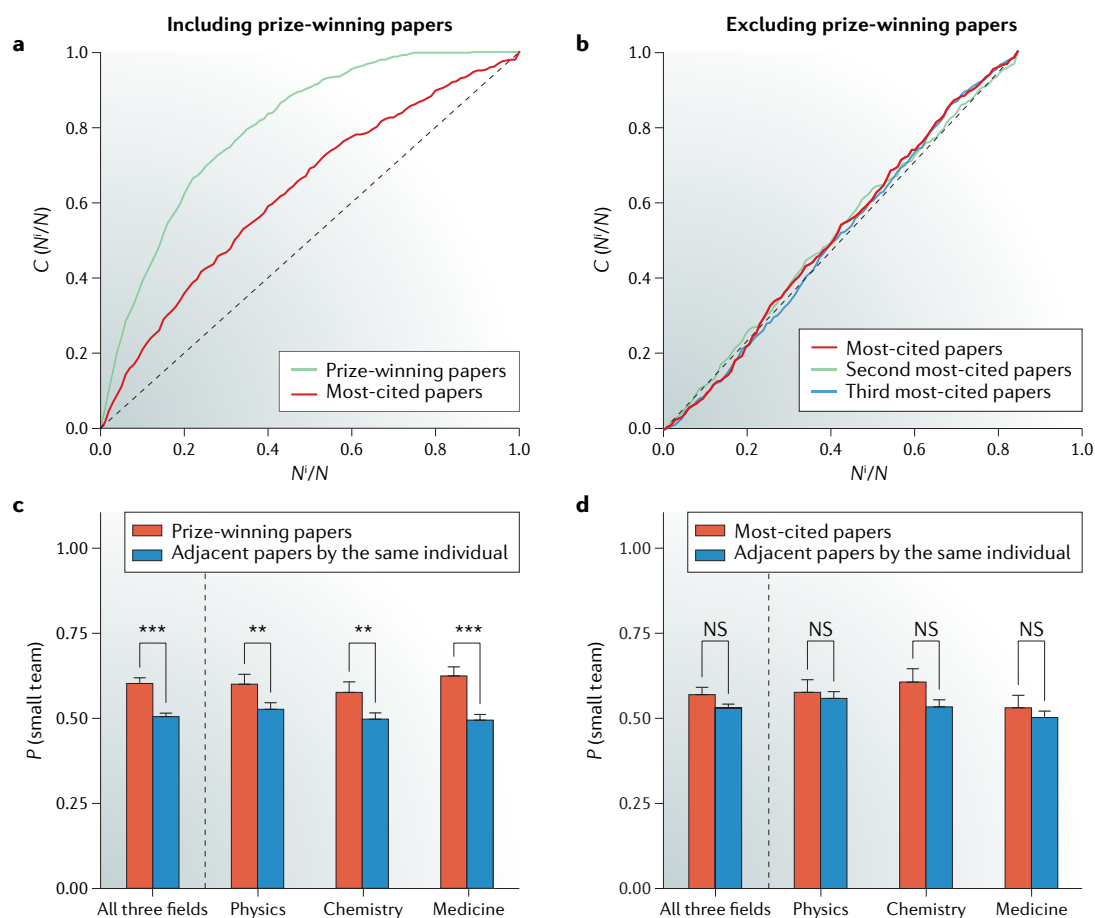 Including prize-winning papers
a
1.0
0.8
0.6
0.4
0.2
0.0
C (Nⁱ/N)
Prize-winning papers
Most-cited papers
0.0 0.2 0.4 0.6 0.8 1.0
Nⁱ/N
Excluding prize-winning papers
b
1.0
0.8
0.6
0.4
0.2
0.0
C (Nⁱ/N)
Most-cited papers
Second most-cited papers
Third most-cited papers
0.0 0.2 0.4 0.6 0.8 1.0
Nⁱ/N
c
Prize-winning papers
Adjacent papers by the same individual
1.00
0.75
0.50
0.25
0.00
P (small team)
*** ** ** ***
All three fields Physics Chemistry Medicine
d
Most-cited papers
Adjacent papers by the same individual
1.00
0.75
0.50
0.25
0.00
P (small team)
NS NS NS NS
All three fields Physics Chemistry Medicine